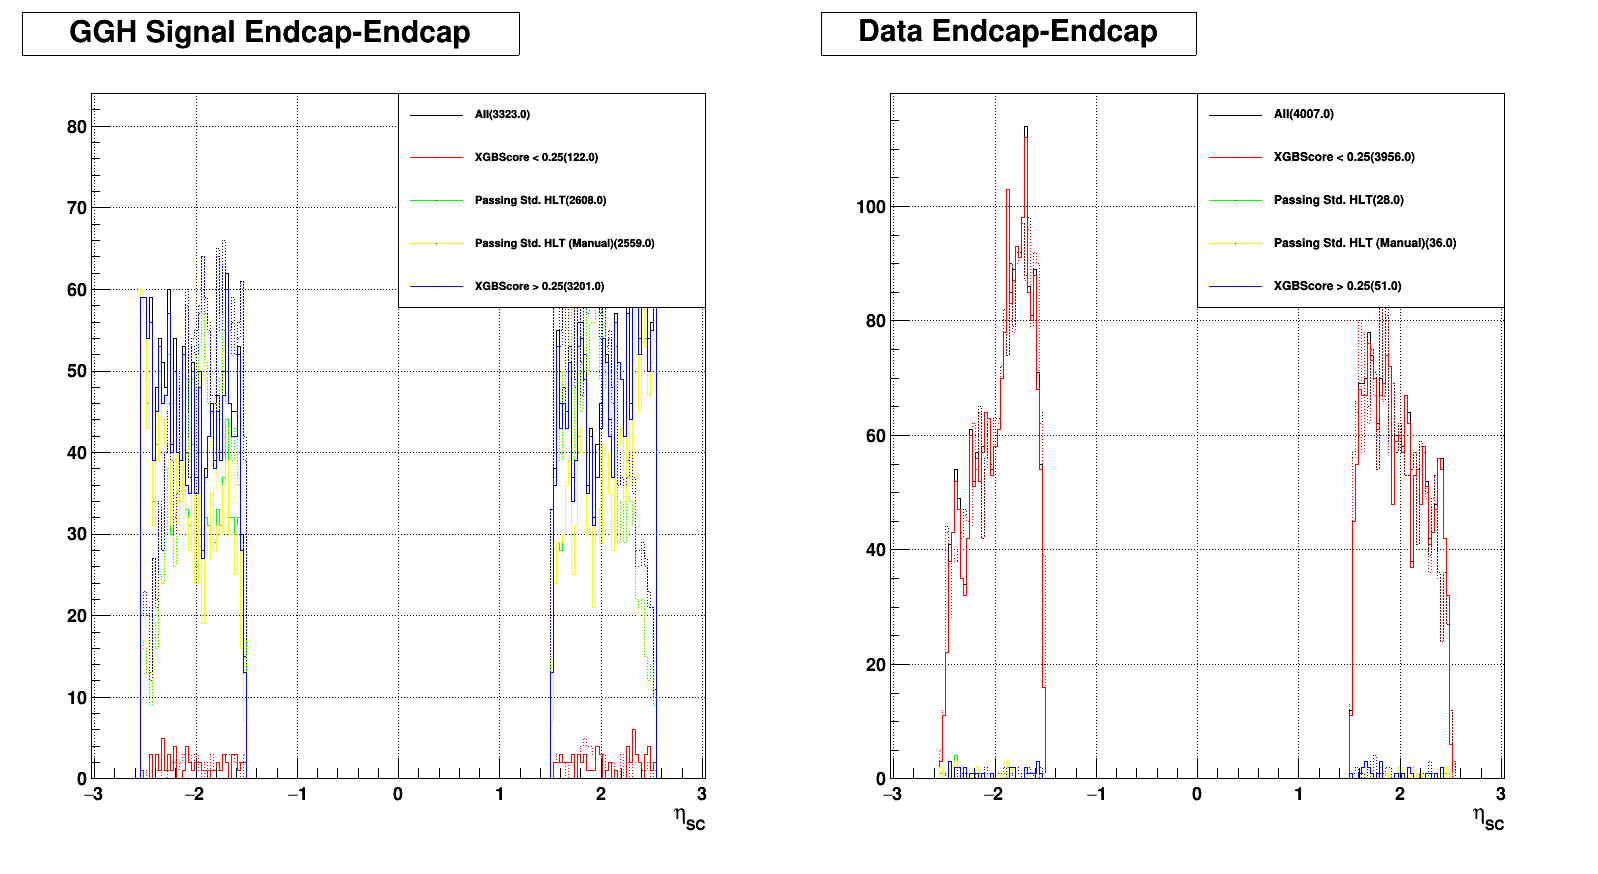 GGH Signal Endcap-Endcap
All(3323.0)
XGBScore < 0.25(122.0)
Passing Std. HLT(2608.0)
Passing Std. HLT (Manual)(2559.0)
XGBScore > 0.25(3201.0)
80
70
60
50
40
30
20
10
0
−3 −2 −1 0 1 2 3
ηSC
Data Endcap-Endcap
All(4007.0)
XGBScore < 0.25(3956.0)
Passing Std. HLT(28.0)
Passing Std. HLT (Manual)(36.0)
XGBScore > 0.25(51.0)
100
80
60
40
20
0
−3 −2 −1 0 1 2 3
ηSC